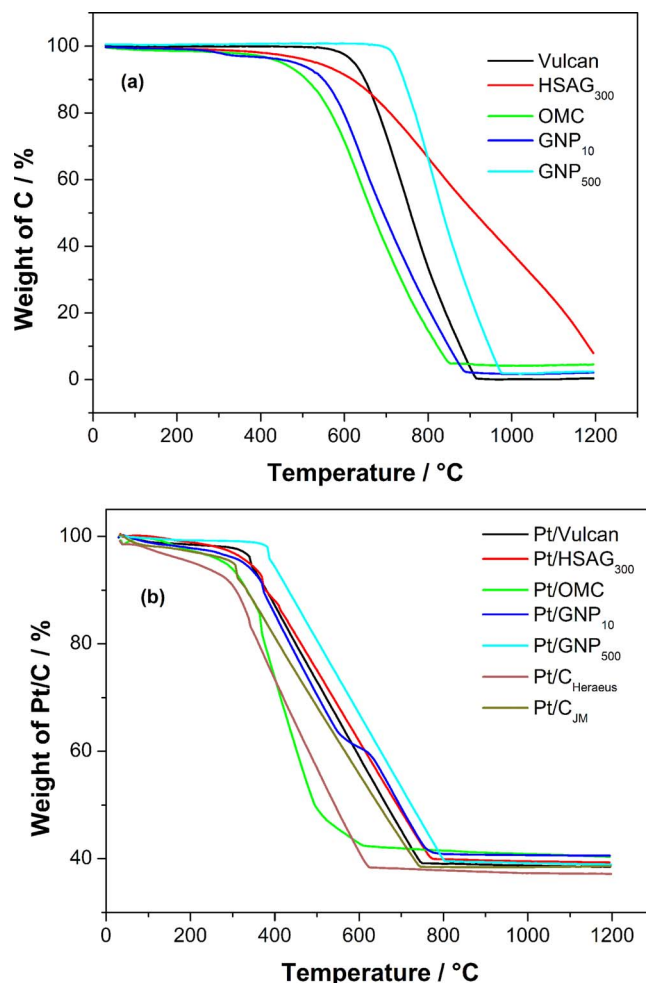 100
80
60
40
20
0
Weight of C / %
(a)
Vulcan
HSAG300
OMC
GNP10
GNP500
0 200 400 600 800 1000 1200
Temperature / °C
100
80
60
40
Weight of Pt/C / %
(b)
Pt/Vulcan
Pt/HSAG300
Pt/OMC
Pt/GNP10
Pt/GNP500
Pt/CHeraeus
Pt/CJM
0 200 400 600 800 1000 1200
Temperature / °C